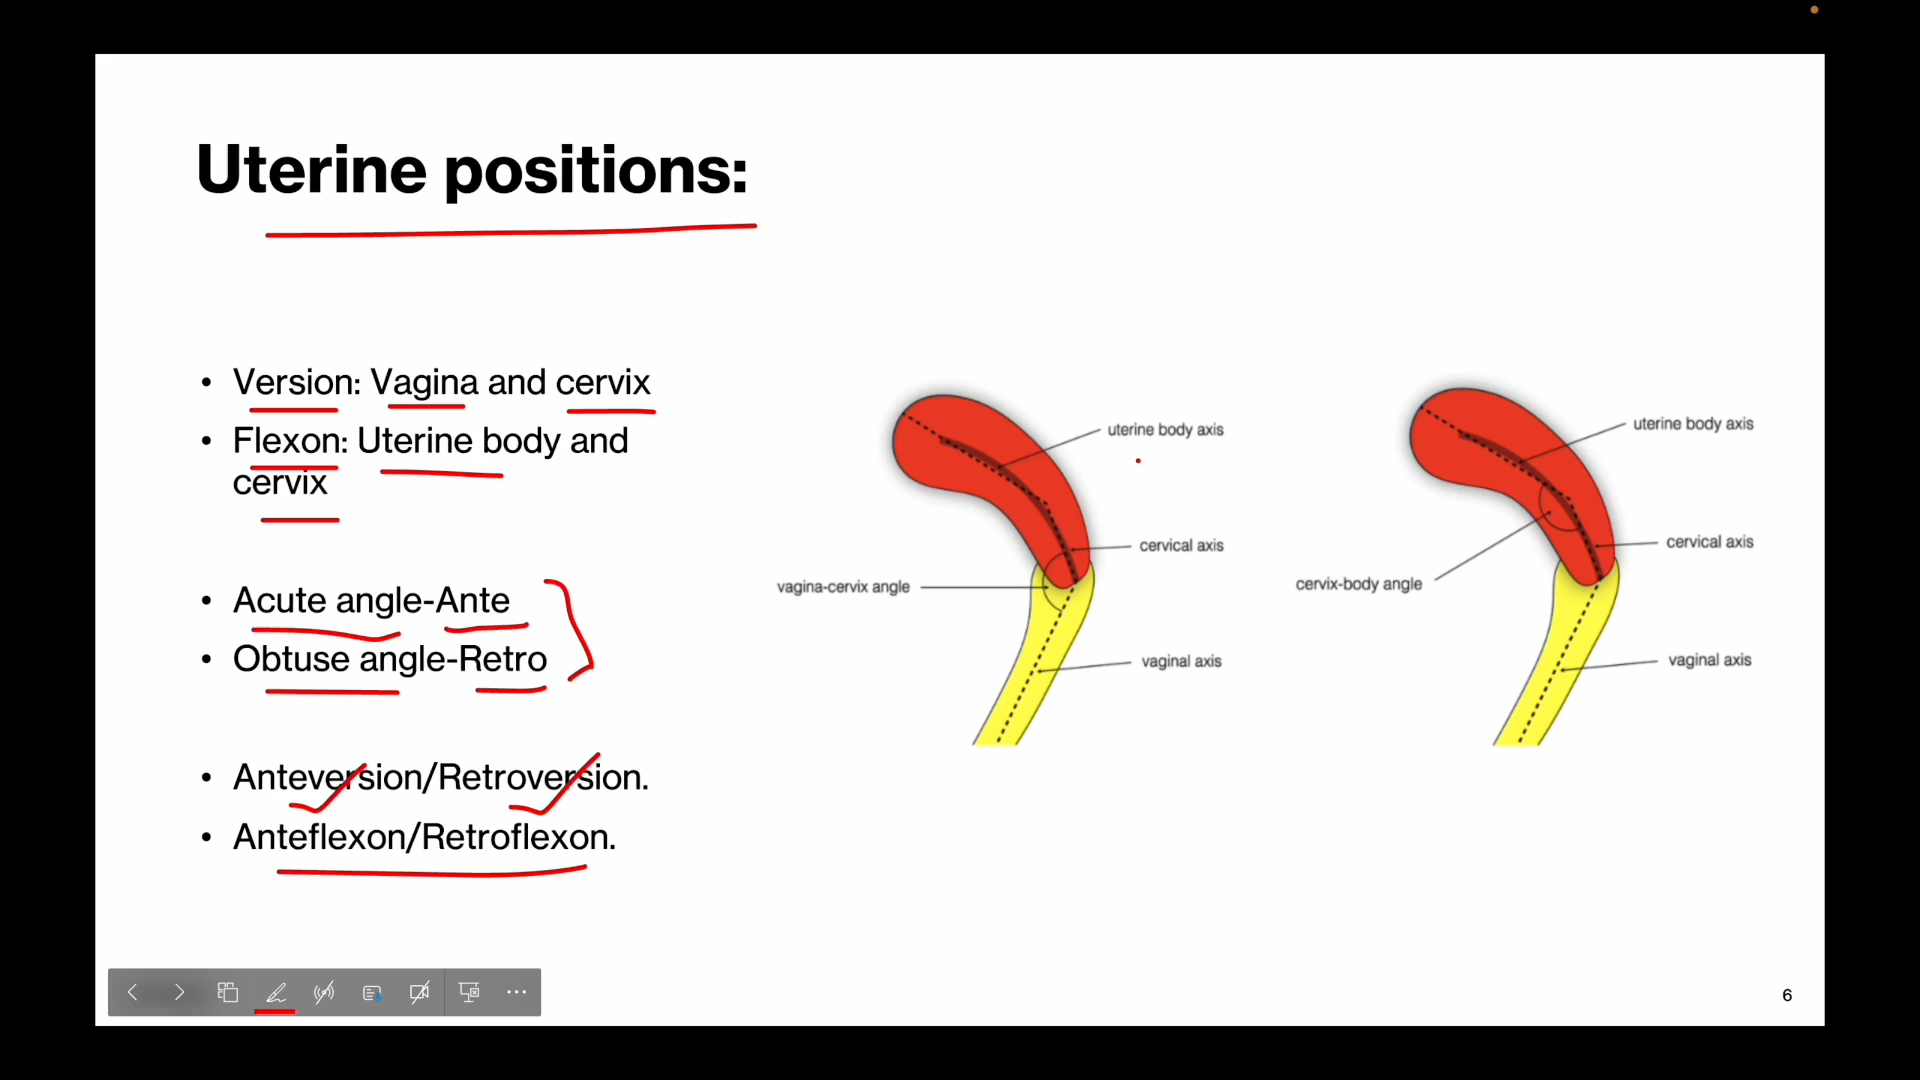 Uterine positions:
• Version: Vagina and cervix
• Flexon: Uterine body and
cervix
• Acute angle-Ante
• Obtuse angle-Retro
• Anteversion/Retroversion.
• Anteflexon/Retroflexon.
uterine body axis
cervical axis
vagina-cervix angle
vaginal axis
uterine body axis
cervical axis
cervix-body angle
vaginal axis
6